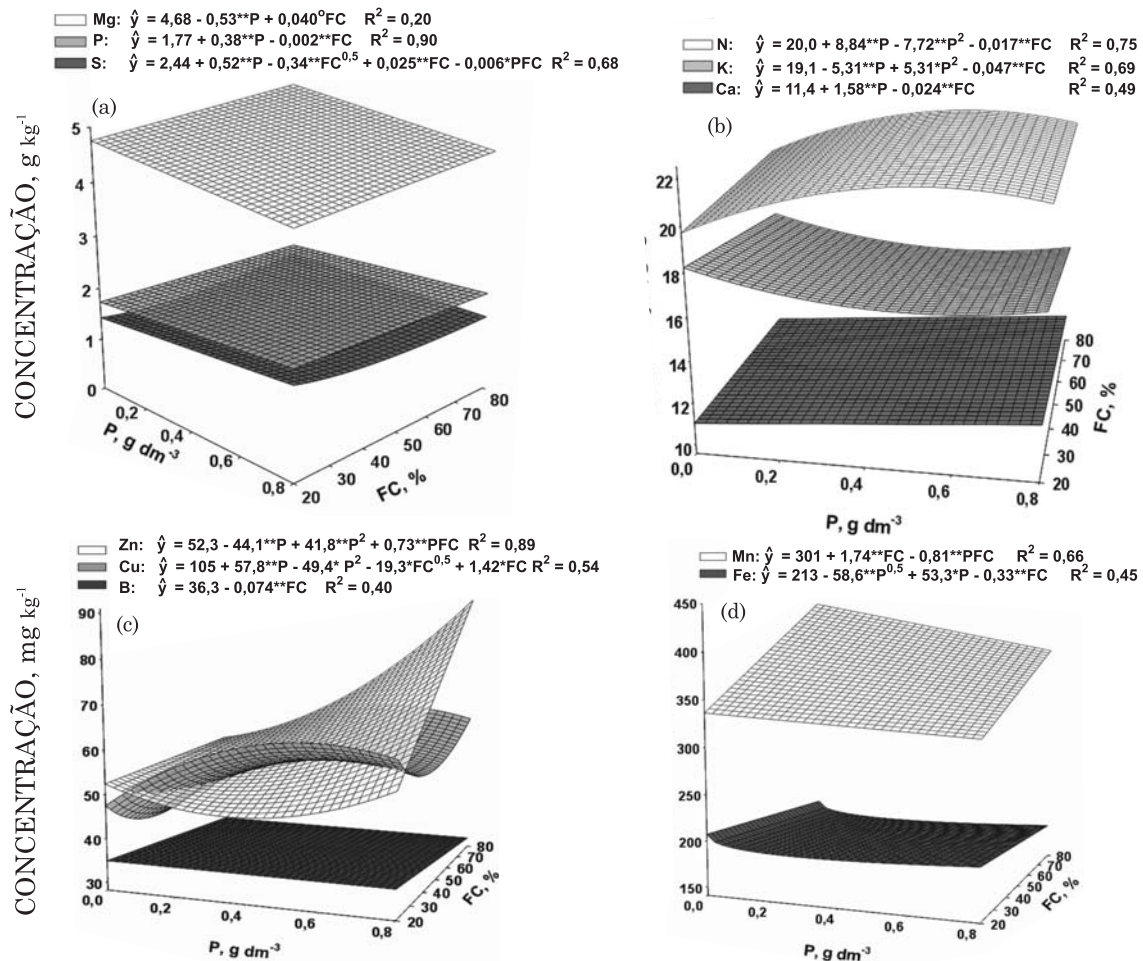 Mg: ŷ = 4,68 - 0,53**P + 0,040⁰FC R² = 0,20
P: ŷ = 1,77 + 0,38**P - 0,002**FC R² = 0,90
S: ŷ = 2,44 + 0,52**P - 0,34**FC⁰,⁵ + 0,025**FC - 0,006*PFC R² = 0,68
(a)
CONCENTRAÇÃO, g kg⁻¹
5
4
3
2
1
0
0,2
0,4
0,6
0,8
P, g dm⁻³
20
30
40
50
60
70
80
FC, %
N: ŷ = 20,0 + 8,84**P - 7,72**P² - 0,017**FC R² = 0,75
K: ŷ = 19,1 - 5,31**P + 5,31*P² - 0,047**FC R² = 0,69
Ca: ŷ = 11,4 + 1,58**P - 0,024**FC R² = 0,49
(b)
22
20
18
16
14
12
10
0,0
0,2
0,4
0,6
0,8
P, g dm⁻³
20
30
40
50
60
70
80
FC, %
Zn: ŷ = 52,3 - 44,1**P + 41,8**P² + 0,73**PFC R² = 0,89
Cu: ŷ = 105 + 57,8**P - 49,4* P² - 19,3*FC⁰,⁵ + 1,42*FC R² = 0,54
B: ŷ = 36,3 - 0,074**FC R² = 0,40
(c)
CONCENTRAÇÃO, mg kg⁻¹
90
80
70
60
50
40
30
0,0
0,2
0,4
0,6
0,8
P, g dm⁻³
20
30
40
50
60
70
80
FC, %
Mn: ŷ = 301 + 1,74**FC - 0,81**PFC R² = 0,66
Fe: ŷ = 213 - 58,6**P⁰,⁵ + 53,3*P - 0,33**FC R² = 0,45
(d)
450
400
350
300
250
200
150
0,0
0,2
0,4
0,6
0,8
P, g dm⁻³
20
30
40
50
60
70
80
FC, %